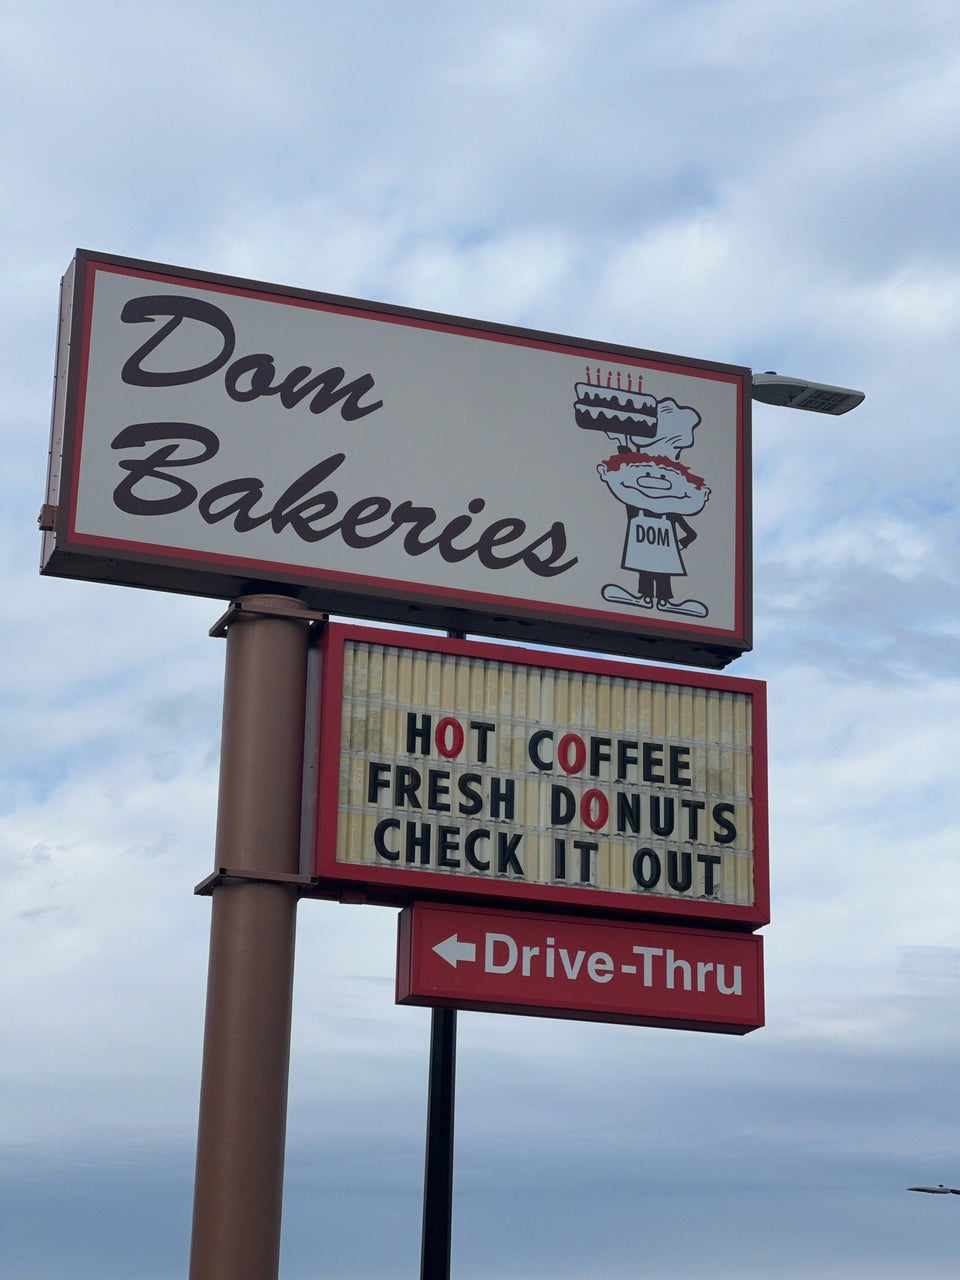 Dom
Bakeries
DOM
HOT COFFEE
FRESH DONUTS
CHECK IT OUT
Drive-Thru